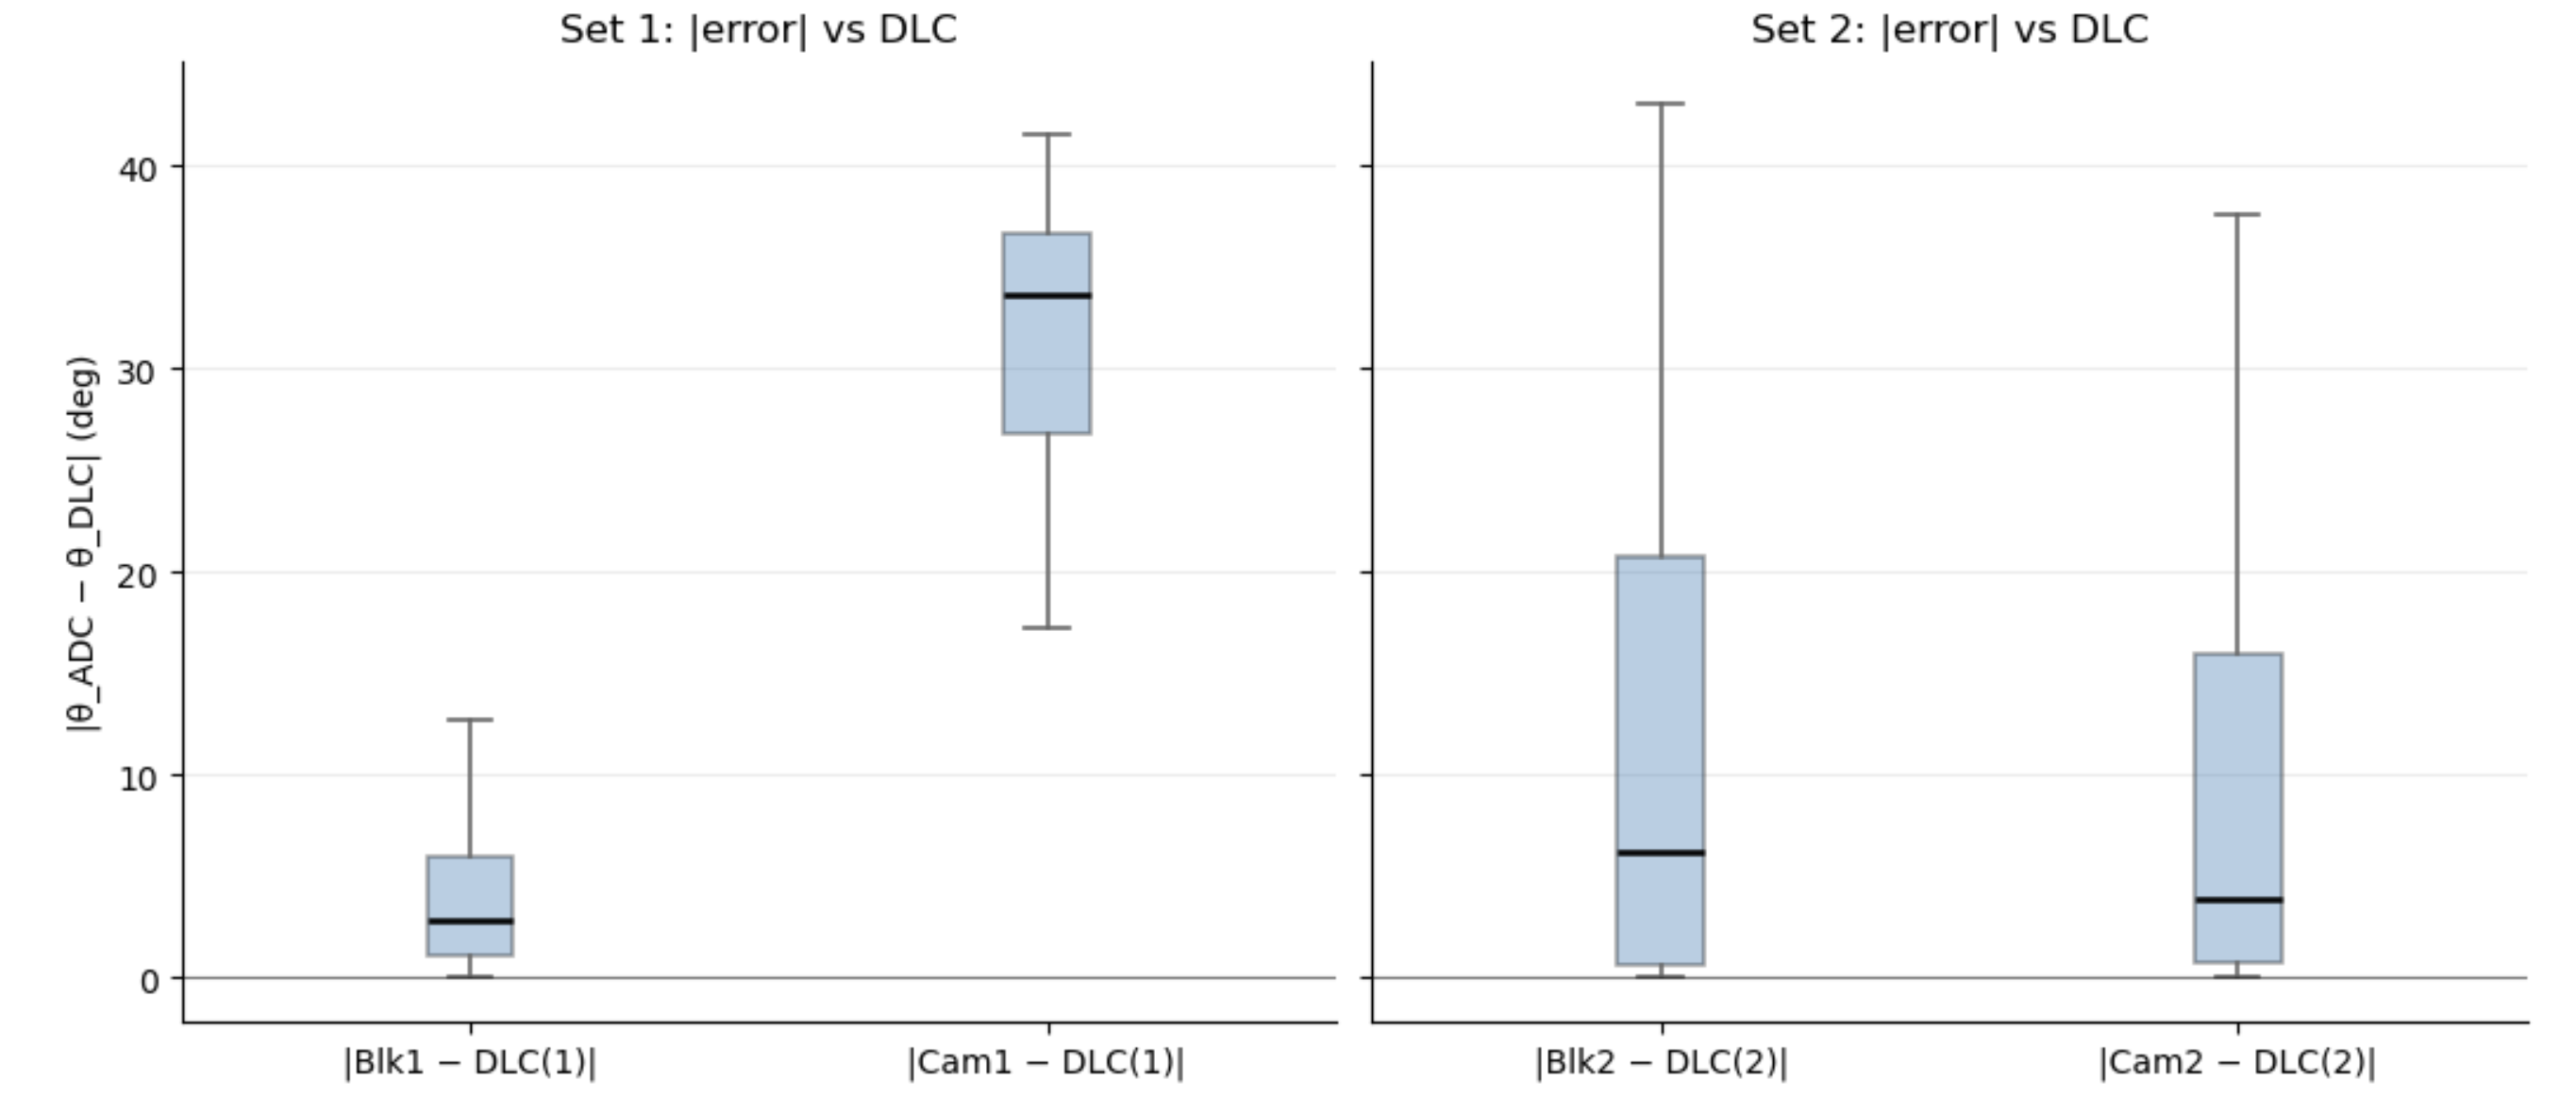 Set 1: |error| vs DLC
Set 2: |error| vs DLC
|θ_ADC − θ_DLC| (deg)
40
30
20
10
0
|Blk1 − DLC(1)|
|Cam1 − DLC(1)|
|Blk2 − DLC(2)|
|Cam2 − DLC(2)|